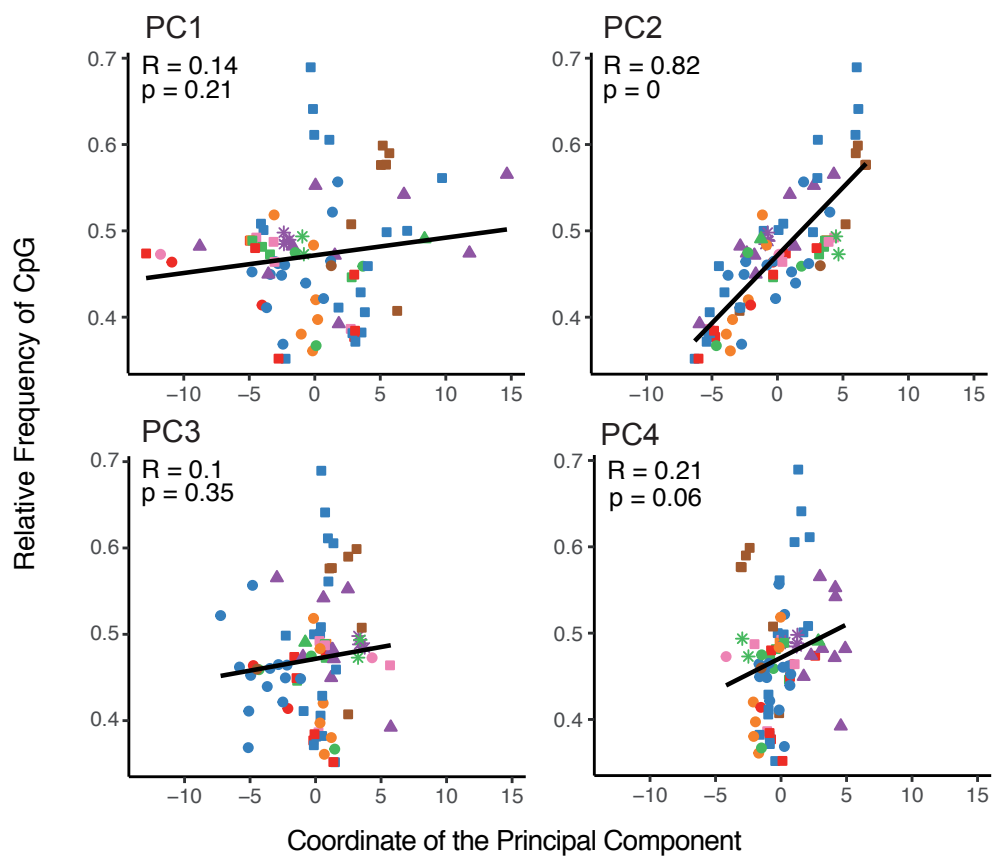 PC1
R = 0.14
p = 0.21
0.7
0.6
0.5
0.4
−10
−5
0
5
10
15
PC2
R = 0.82
p = 0
0.7
0.6
0.5
0.4
−10
−5
0
5
10
15
PC3
R = 0.1
p = 0.35
0.7
0.6
0.5
0.4
−10
−5
0
5
10
15
PC4
R = 0.21
p = 0.06
0.7
0.6
0.5
0.4
−10
−5
0
5
10
15
Relative Frequency of CpG
Coordinate of the Principal Component